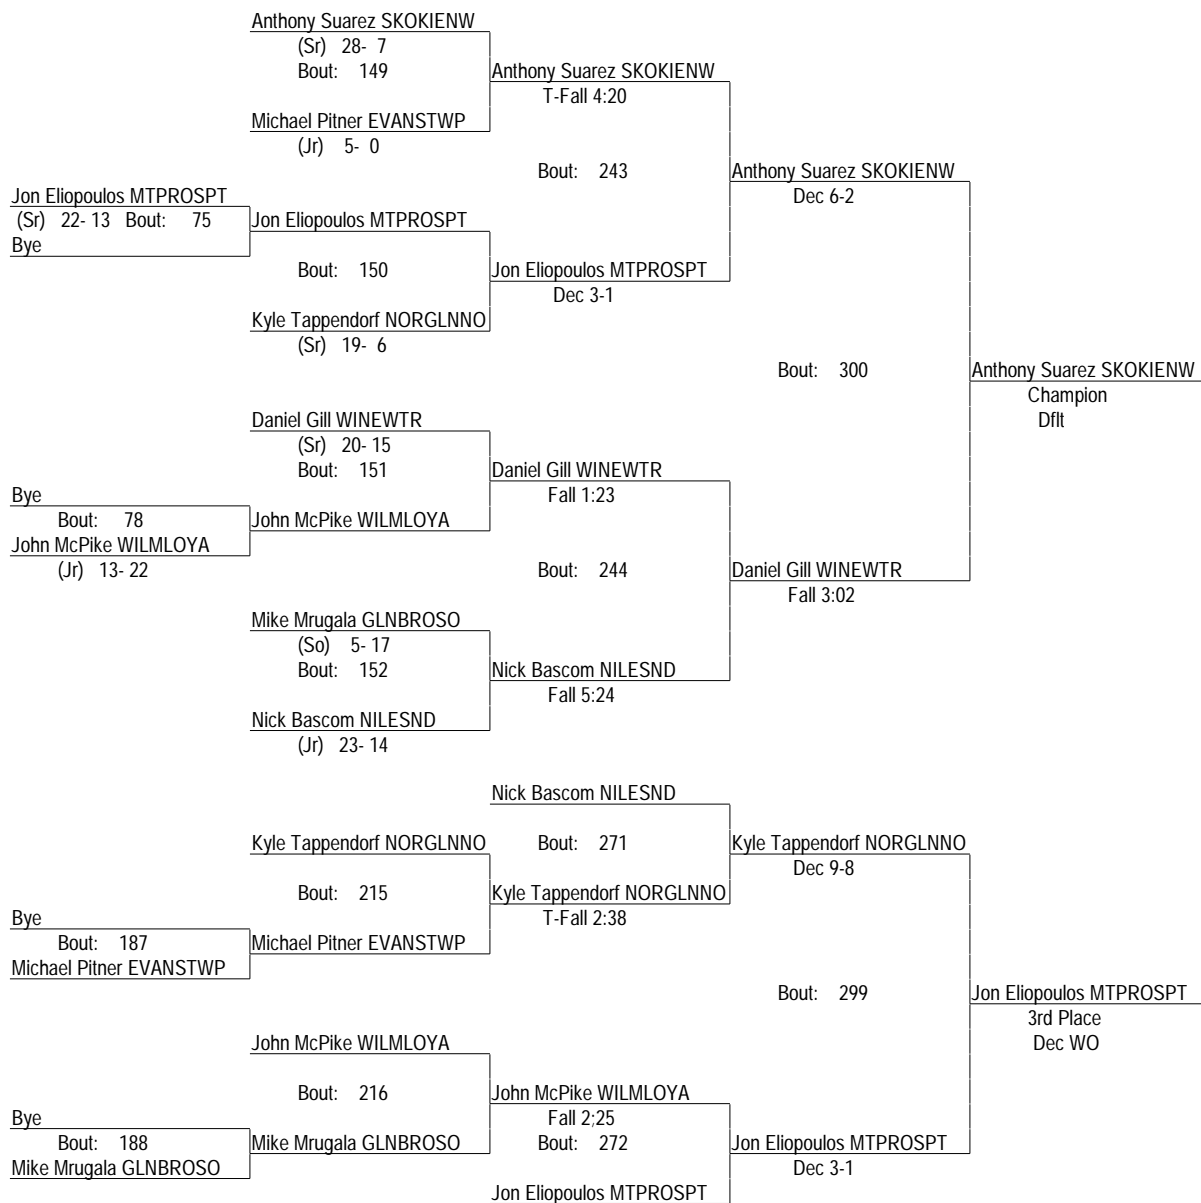 Anthony Suarez SKOKIENW
(Sr) 28- 7
Bout: 149
Anthony Suarez SKOKIENW
T-Fall 4:20
Michael Pitner EVANSTWP
(Jr) 5- 0
Bout: 243
Anthony Suarez SKOKIENW
Dec 6-2
Jon Eliopoulos MTPROSPT
(Sr) 22- 13 Bout: 75
Bye
Jon Eliopoulos MTPROSPT
Bout: 150
Jon Eliopoulos MTPROSPT
Dec 3-1
Kyle Tappendorf NORGLNNO
(Sr) 19- 6
Bout: 300
Anthony Suarez SKOKIENW
Champion
Dflt
Daniel Gill WINEWTR
(Sr) 20- 15
Bout: 151
Daniel Gill WINEWTR
Fall 1:23
Bye
Bout: 78
John McPike WILMLOYA
(Jr) 13- 22
John McPike WILMLOYA
Bout: 244
Daniel Gill WINEWTR
Fall 3:02
Mike Mrugala GLNBROSO
(So) 5- 17
Bout: 152
Nick Bascom NILESND
Fall 5:24
Nick Bascom NILESND
(Jr) 23- 14
Nick Bascom NILESND
Kyle Tappendorf NORGLNNO
Bout: 271
Kyle Tappendorf NORGLNNO
Dec 9-8
Bout: 215
Kyle Tappendorf NORGLNNO
T-Fall 2:38
Bye
Bout: 187
Michael Pitner EVANSTWP
Michael Pitner EVANSTWP
Bout: 299
Jon Eliopoulos MTPROSPT
3rd Place
Dec WO
John McPike WILMLOYA
Bout: 216
John McPike WILMLOYA
Fall 2;25
Bye
Bout: 188
Mike Mrugala GLNBROSO
Mike Mrugala GLNBROSO
Bout: 272
Jon Eliopoulos MTPROSPT
Dec 3-1
Jon Eliopoulos MTPROSPT